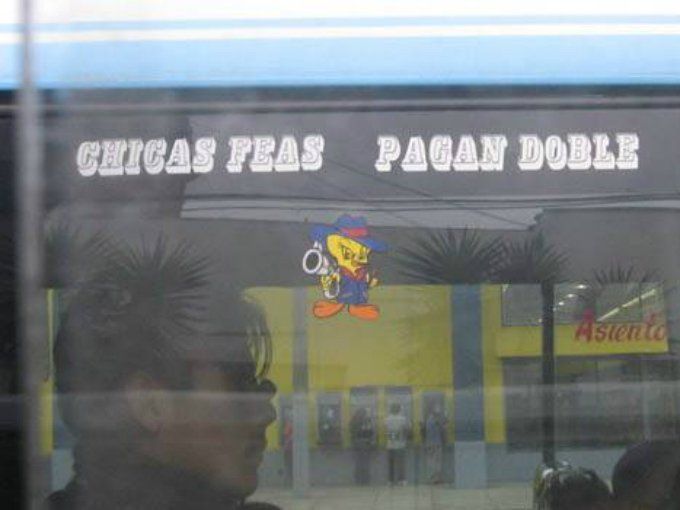 CHICAS FEAS PAGAN DOBLE
Asiento